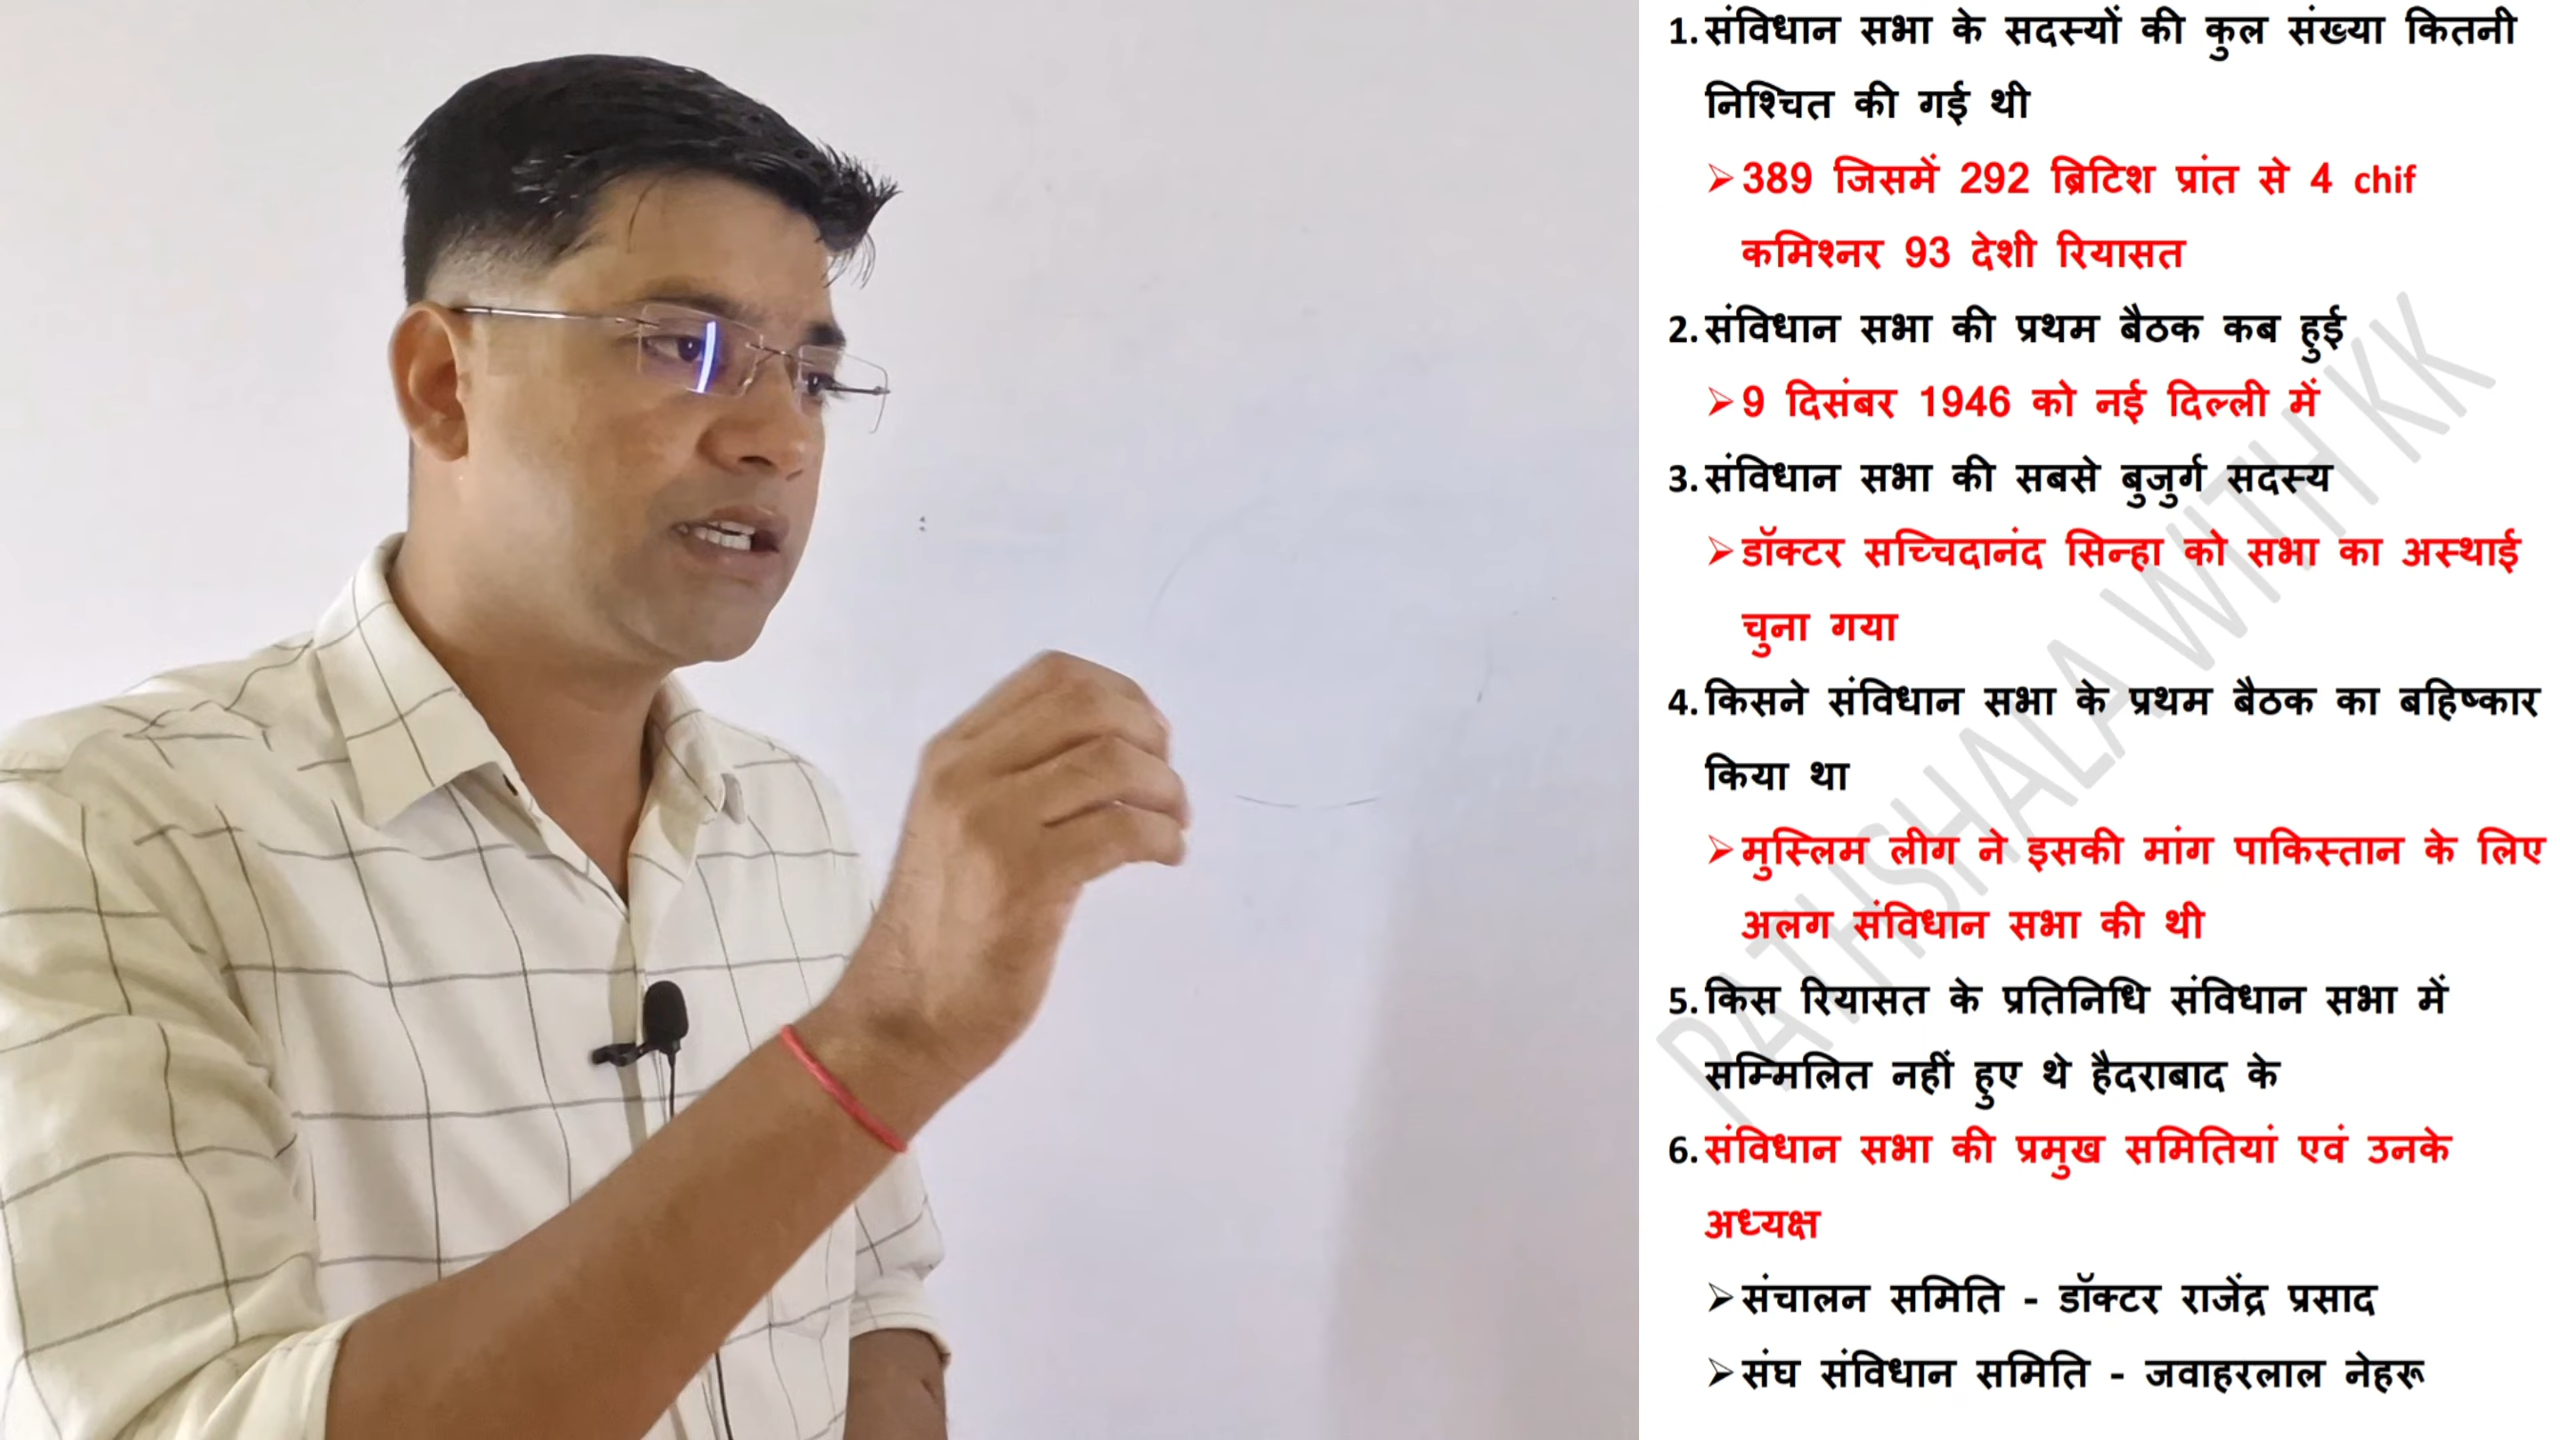 1. संविधान सभा के सदस्यों की कुल संख्या कितनी
निश्चित की गई थी
➢ 389 जिसमें 292 ब्रिटिश प्रांत से 4 chif
कमिश्नर 93 देशी रियासत
2. संविधान सभा की प्रथम बैठक कब हुई
➢ 9 दिसंबर 1946 को नई दिल्ली में
3. संविधान सभा की सबसे बुजुर्ग सदस्य
➢ डॉक्टर सच्चिदानंद सिन्हा को सभा का अस्थाई
चुना गया
4. किसने संविधान सभा के प्रथम बैठक का बहिष्कार
किया था
➢ मुस्लिम लीग ने इसकी मांग पाकिस्तान के लिए
अलग संविधान सभा की थी
5. किस रियासत के प्रतिनिधि संविधान सभा में
सम्मिलित नहीं हुए थे हैदराबाद के
6. संविधान सभा की प्रमुख समितियां एवं उनके
अध्यक्ष
➢ संचालन समिति - डॉक्टर राजेंद्र प्रसाद
➢ संघ संविधान समिति - जवाहरलाल नेहरू
PATHSHALA WITH KK